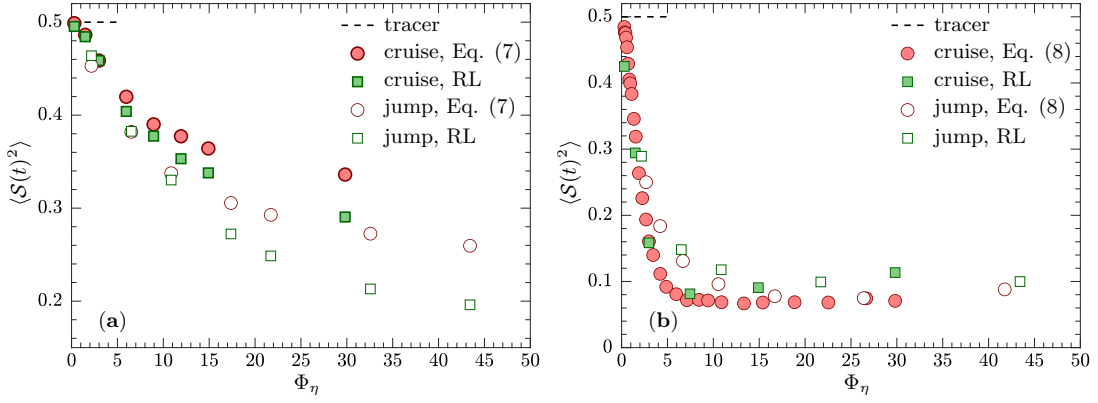 ⟨𝒮(t)²⟩
0.5
0.4
0.3
0.2
tracer
cruise, Eq. (7)
cruise, RL
jump, Eq. (7)
jump, RL
(a)
0 5 10 15 20 25 30 35 40 45 50
Φη
⟨𝒮(t)²⟩
0.5
0.4
0.3
0.2
0.1
0
tracer
cruise, Eq. (8)
cruise, RL
jump, Eq. (8)
jump, RL
(b)
0 5 10 15 20 25 30 35 40 45 50
Φη